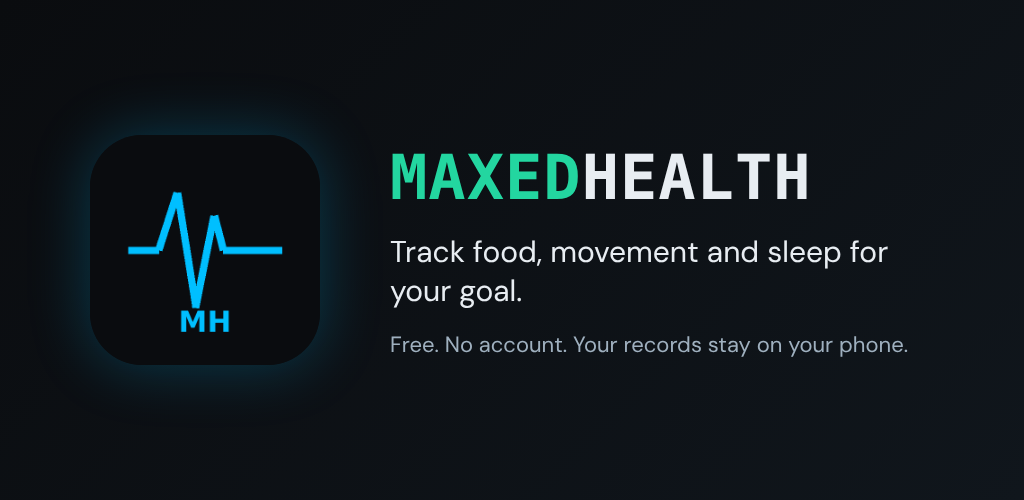 MH
MAXEDHEALTH
Track food, movement and sleep for
your goal.
Free. No account. Your records stay on your phone.